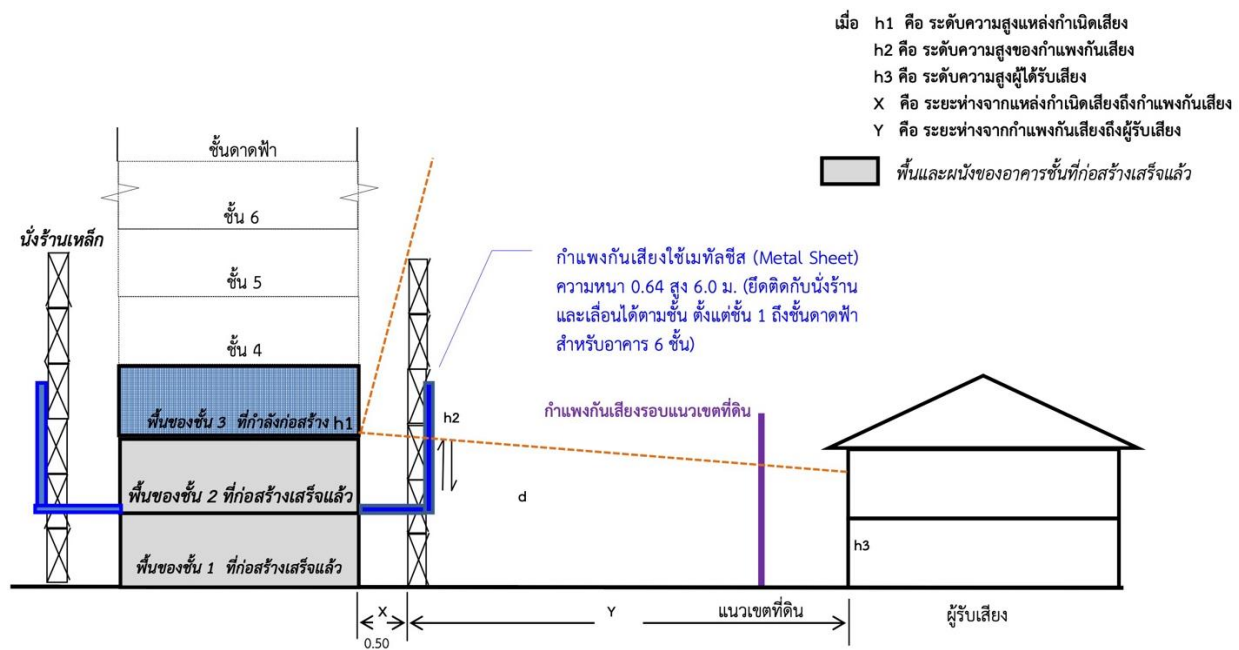 เมื่อ h1 คือ ระดับความสูงแหล่งกำเนิดเสียง
h2 คือ ระดับความสูงของกำแพงกันเสียง
h3 คือ ระดับความสูงผู้ได้รับเสียง
X คือ ระยะห่างจากแหล่งกำเนิดเสียงถึงกำแพงกันเสียง
Y คือ ระยะห่างจากกำแพงกันเสียงถึงผู้รับเสียง
พื้นและผนังของอาคารชั้นที่ก่อสร้างเสร็จแล้ว
ชั้นดาดฟ้า
ชั้น 6
นั่งร้านเหล็ก
ชั้น 5
ชั้น 4
กำแพงกันเสียงใช้เมทัลชีส (Metal Sheet)
ความหนา 0.64 สูง 6.0 ม. (ยึดติดกับนั่งร้าน
และเลื่อนได้ตามชั้น ตั้งแต่ชั้น 1 ถึงชั้นดาดฟ้า
สำหรับอาคาร 6 ชั้น)
กำแพงกันเสียงรอบแนวเขตที่ดิน
พื้นของชั้น 3 ที่กำลังก่อสร้าง h1
h2
พื้นของชั้น 2 ที่ก่อสร้างเสร็จแล้ว
d
h3
พื้นของชั้น 1 ที่ก่อสร้างเสร็จแล้ว
X
0.50
Y
แนวเขตที่ดิน
ผู้รับเสียง